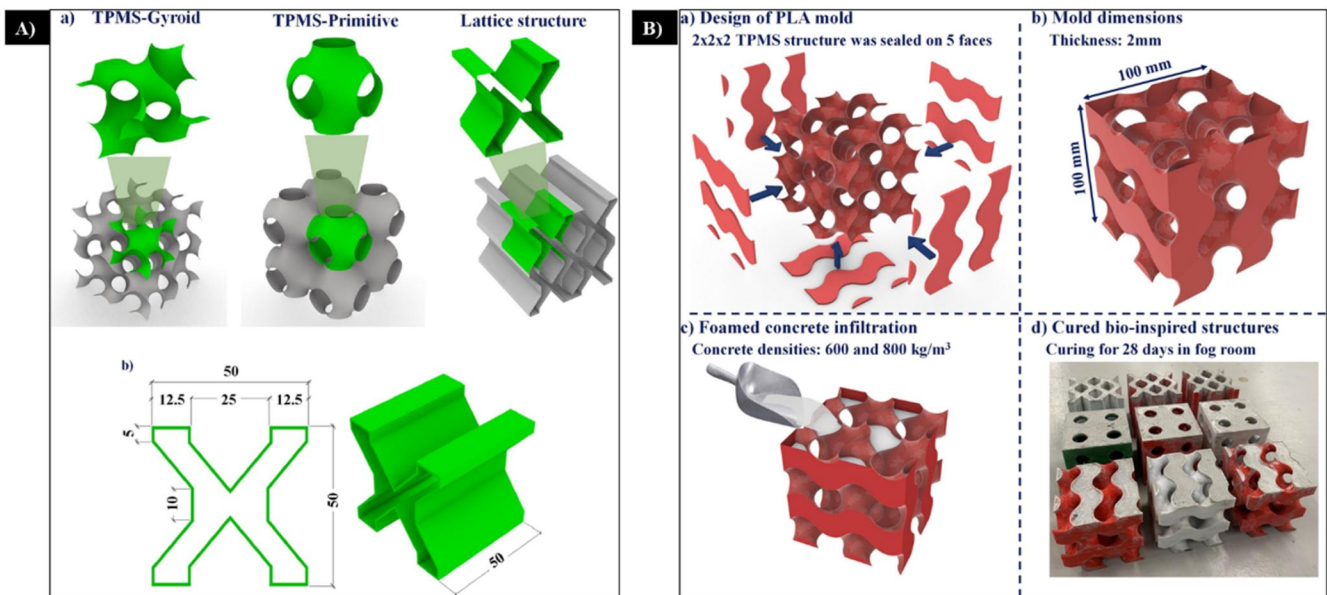 A)
a)
TPMS-Gyroid
TPMS-Primitive
Lattice structure
b)
50
12.5
25
12.5
5
10
50
50
B)
a) Design of PLA mold
2x2x2 TPMS structure was sealed on 5 faces
b) Mold dimensions
Thickness: 2mm
100 mm
100 mm
c) Foamed concrete infiltration
Concrete densities: 600 and 800 kg/m³
d) Cured bio-inspired structures
Curing for 28 days in fog room